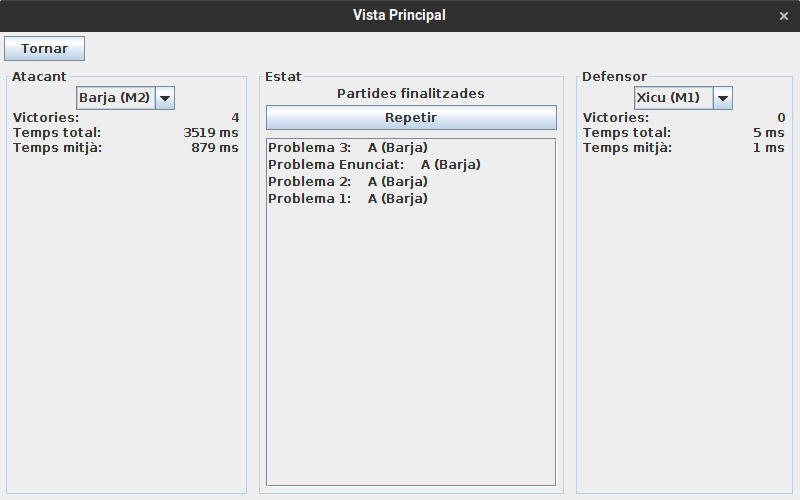 Vista Principal
Tornar
Atacant
Barja (M2)
Victories: 4
Temps total: 3519 ms
Temps mitjà: 879 ms
Estat
Partides finalitzades
Repetir
Problema 3: A (Barja)
Problema Enunciat: A (Barja)
Problema 2: A (Barja)
Problema 1: A (Barja)
Defensor
Xicu (M1)
Victories: 0
Temps total: 5 ms
Temps mitjà: 1 ms